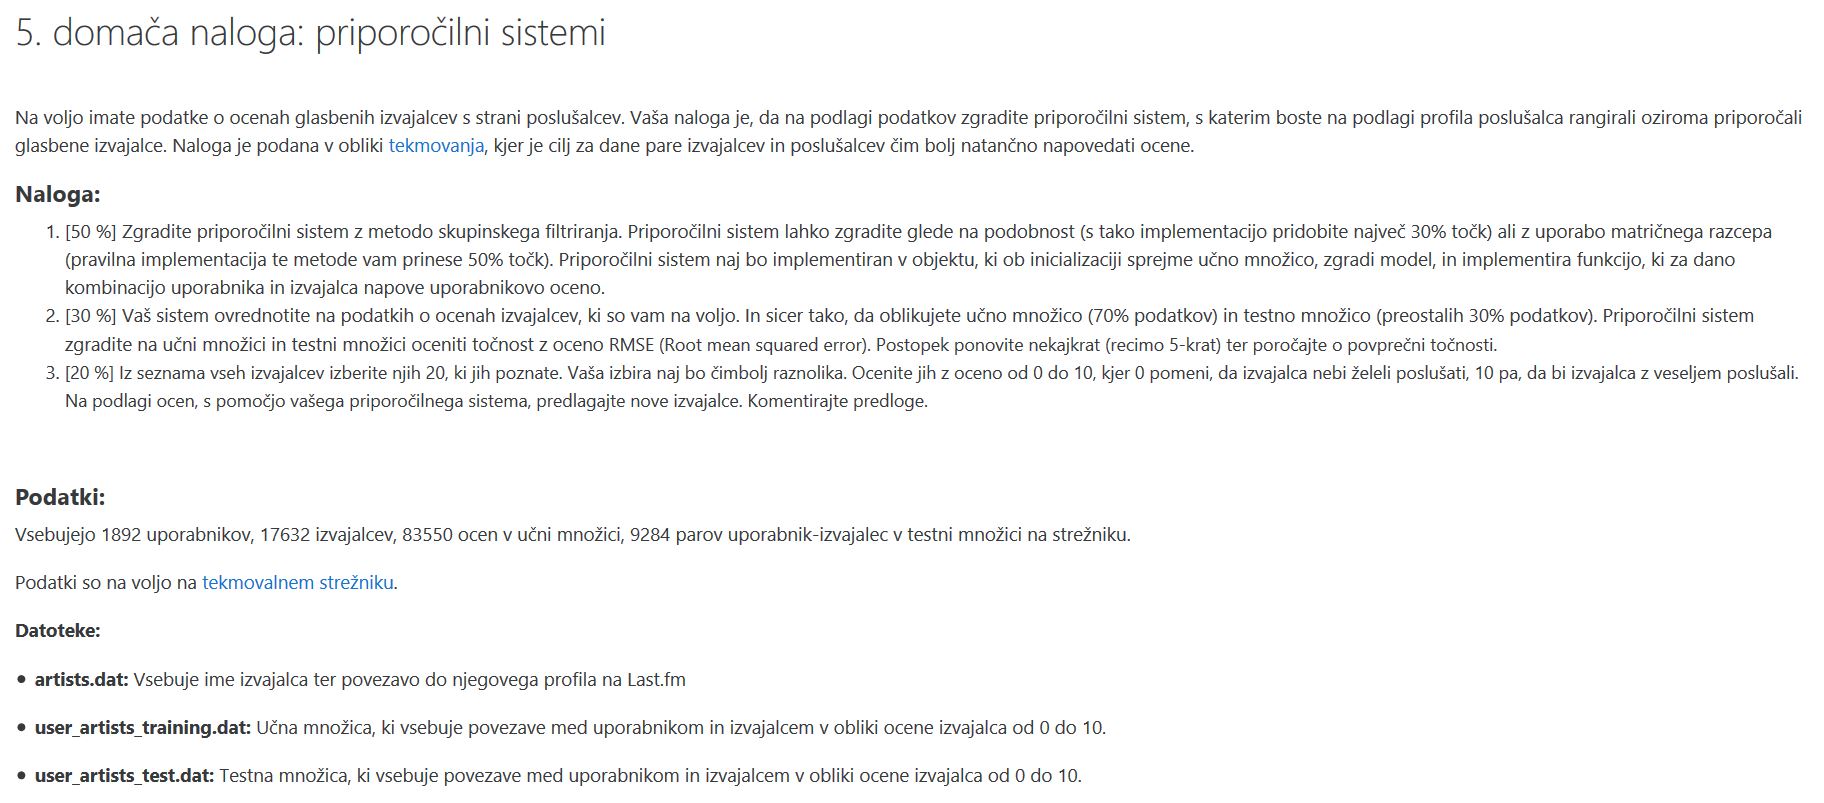 5. domača naloga: priporočilni sistemi
Na voljo imate podatke o ocenah glasbenih izvajalcev s strani poslušalcev. Vaša naloga je, da na podlagi podatkov zgradite priporočilni sistem, s katerim boste na podlagi profila poslušalca rangirali oziroma priporočali
glasbene izvajalce. Naloga je podana v obliki tekmovanja, kjer je cilj za dane pare izvajalcev in poslušalcev čim bolj natančno napovedati ocene.
Naloga:
1. [50 %] Zgradite priporočilni sistem z metodo skupinskega filtriranja. Priporočilni sistem lahko zgradite glede na podobnost (s tako implementacijo pridobite največ 30% točk) ali z uporabo matričnega razcepa
(pravilna implementacija te metode vam prinese 50% točk). Priporočilni sistem naj bo implementiran v objektu, ki ob inicializaciji sprejme učno množico, zgradi model, in implementira funkcijo, ki za dano
kombinacijo uporabnika in izvajalca napove uporabnikovo oceno.
2. [30 %] Vaš sistem ovrednotite na podatkih o ocenah izvajalcev, ki so vam na voljo. In sicer tako, da oblikujete učno množico (70% podatkov) in testno množico (preostalih 30% podatkov). Priporočilni sistem
zgradite na učni množici in testni množici oceniti točnost z oceno RMSE (Root mean squared error). Postopek ponovite nekajkrat (recimo 5-krat) ter poročajte o povprečni točnosti.
3. [20 %] Iz seznama vseh izvajalcev izberite njih 20, ki jih poznate. Vaša izbira naj bo čimbolj raznolika. Ocenite jih z oceno od 0 do 10, kjer 0 pomeni, da izvajalca nebi želeli poslušati, 10 pa, da bi izvajalca z veseljem poslušali.
Na podlagi ocen, s pomočjo vašega priporočilnega sistema, predlagajte nove izvajalce. Komentirajte predloge.
Podatki:
Vsebujejo 1892 uporabnikov, 17632 izvajalcev, 83550 ocen v učni množici, 9284 parov uporabnik-izvajalec v testni množici na strežniku.
Podatki so na voljo na tekmovalnem strežniku.
Datoteke:
• artists.dat: Vsebuje ime izvajalca ter povezavo do njegovega profila na Last.fm
• user_artists_training.dat: Učna množica, ki vsebuje povezave med uporabnikom in izvajalcem v obliki ocene izvajalca od 0 do 10.
• user_artists_test.dat: Testna množica, ki vsebuje povezave med uporabnikom in izvajalcem v obliki ocene izvajalca od 0 do 10.